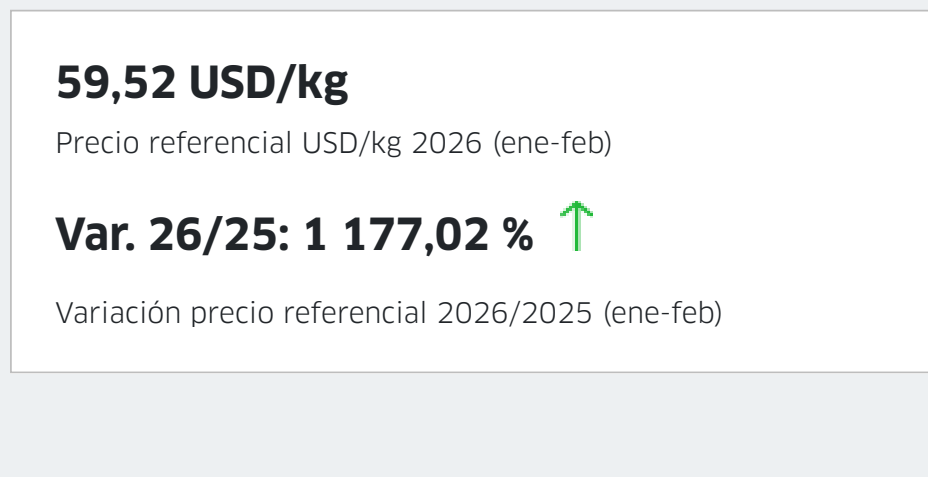 59,52 USD/kg
Precio referencial USD/kg 2026 (ene-feb)
Var. 26/25: 1 177,02 %
Variación precio referencial 2026/2025 (ene-feb)